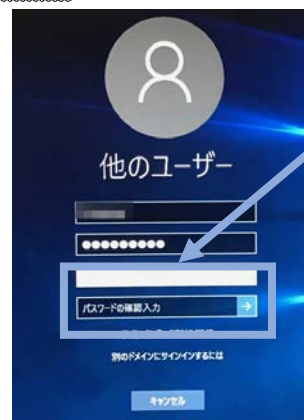 他のユーザー
●●●●●●●●●
パスワードの確認入力
別のドメインにサインインするには
キャンセル